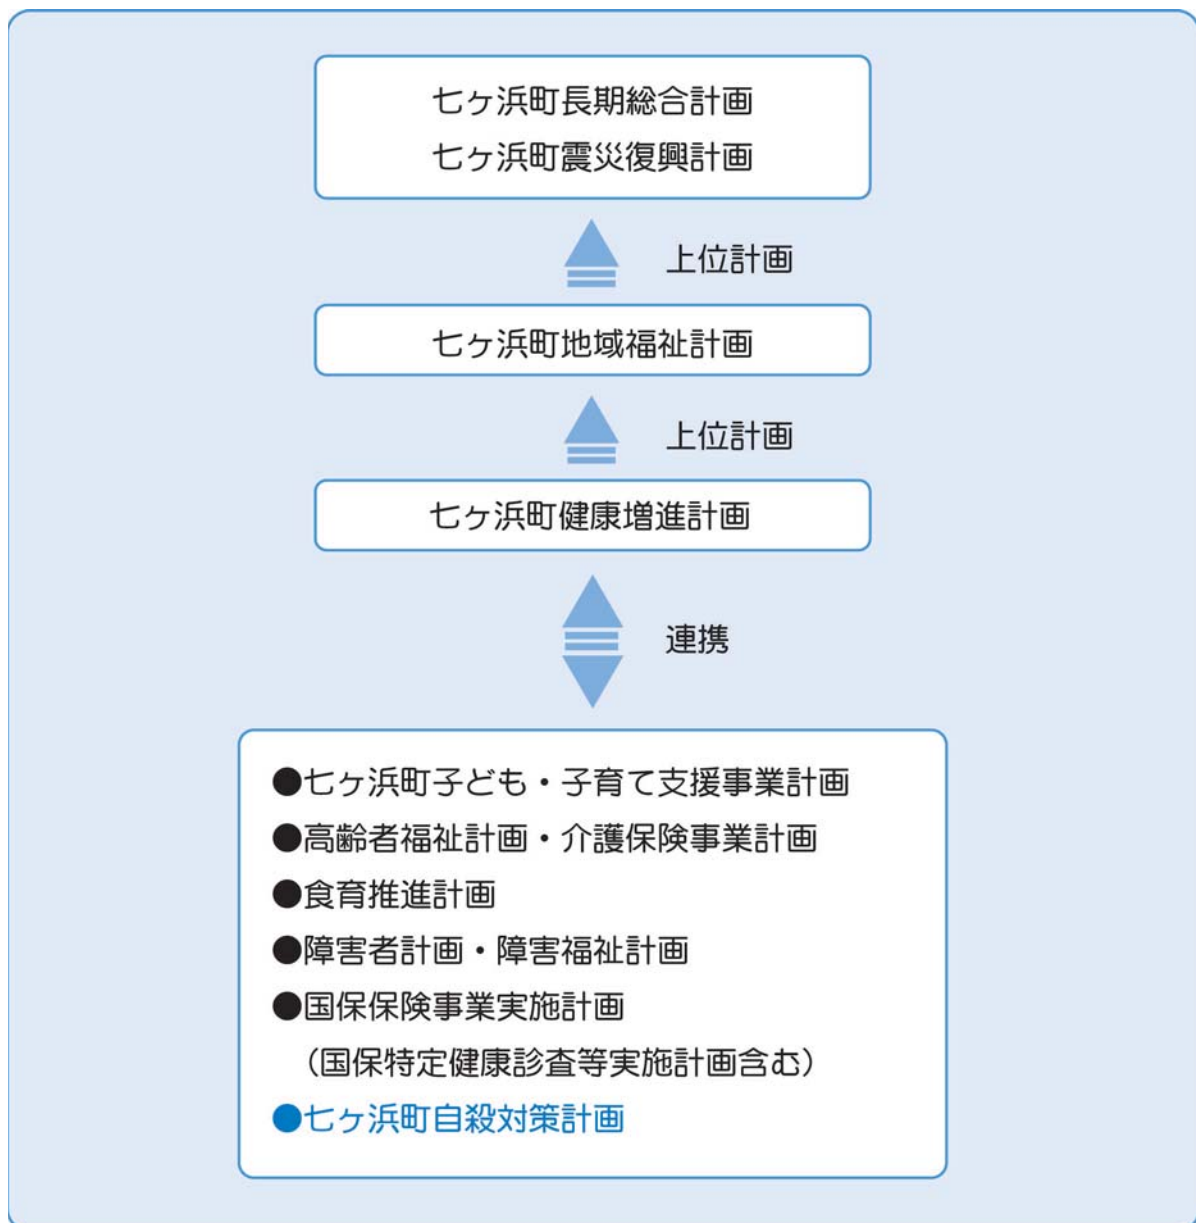 七ヶ浜町長期総合計画
七ヶ浜町震災復興計画
上位計画
七ヶ浜町地域福祉計画
上位計画
七ヶ浜町健康増進計画
連携
●七ヶ浜町子ども・子育て支援事業計画
●高齢者福祉計画・介護保険事業計画
●食育推進計画
●障害者計画・障害福祉計画
●国保保険事業実施計画
（国保特定健康診査等実施計画含む）
●七ヶ浜町自殺対策計画